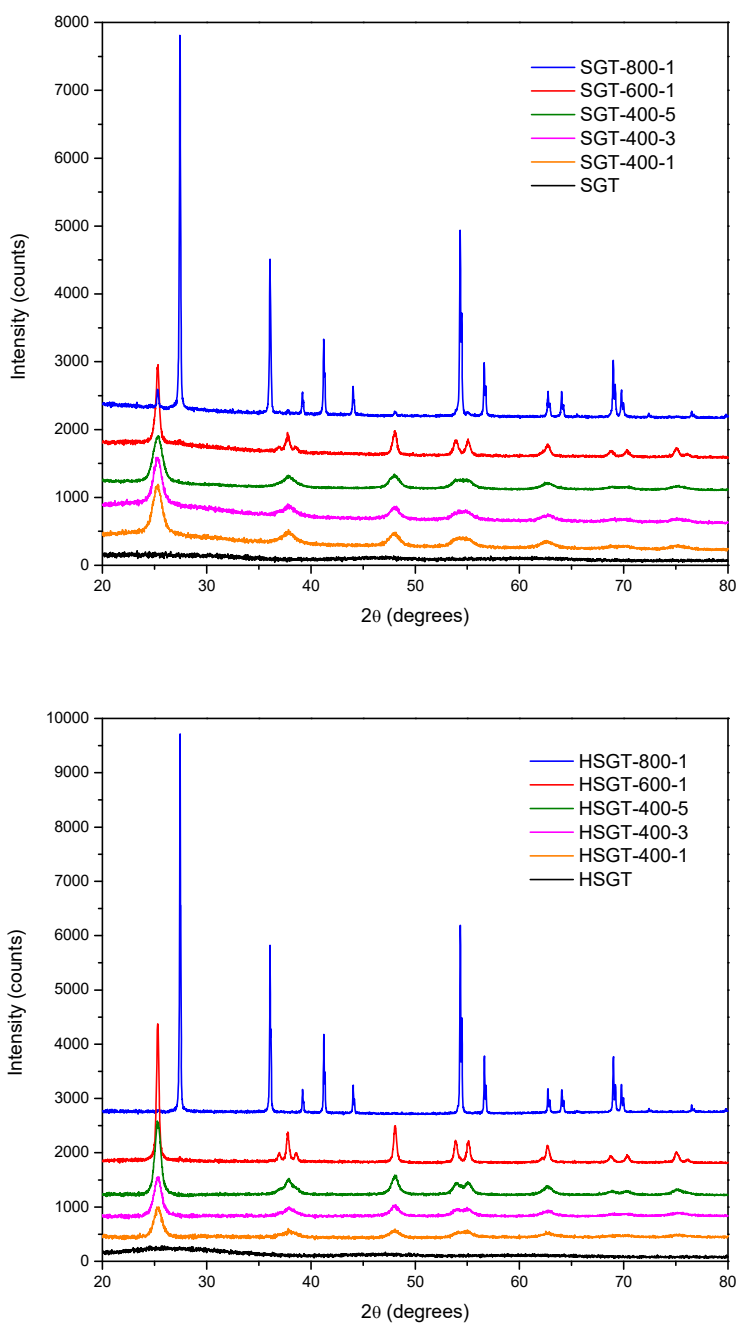 8000
7000
6000
5000
4000
3000
2000
1000
0
Intensity (counts)
SGT-800-1
SGT-600-1
SGT-400-5
SGT-400-3
SGT-400-1
SGT
20 30 40 50 60 70 80
2θ (degrees)
10000
9000
8000
7000
6000
5000
4000
3000
2000
1000
0
Intensity (counts)
HSGT-800-1
HSGT-600-1
HSGT-400-5
HSGT-400-3
HSGT-400-1
HSGT
20 30 40 50 60 70 80
2θ (degrees)